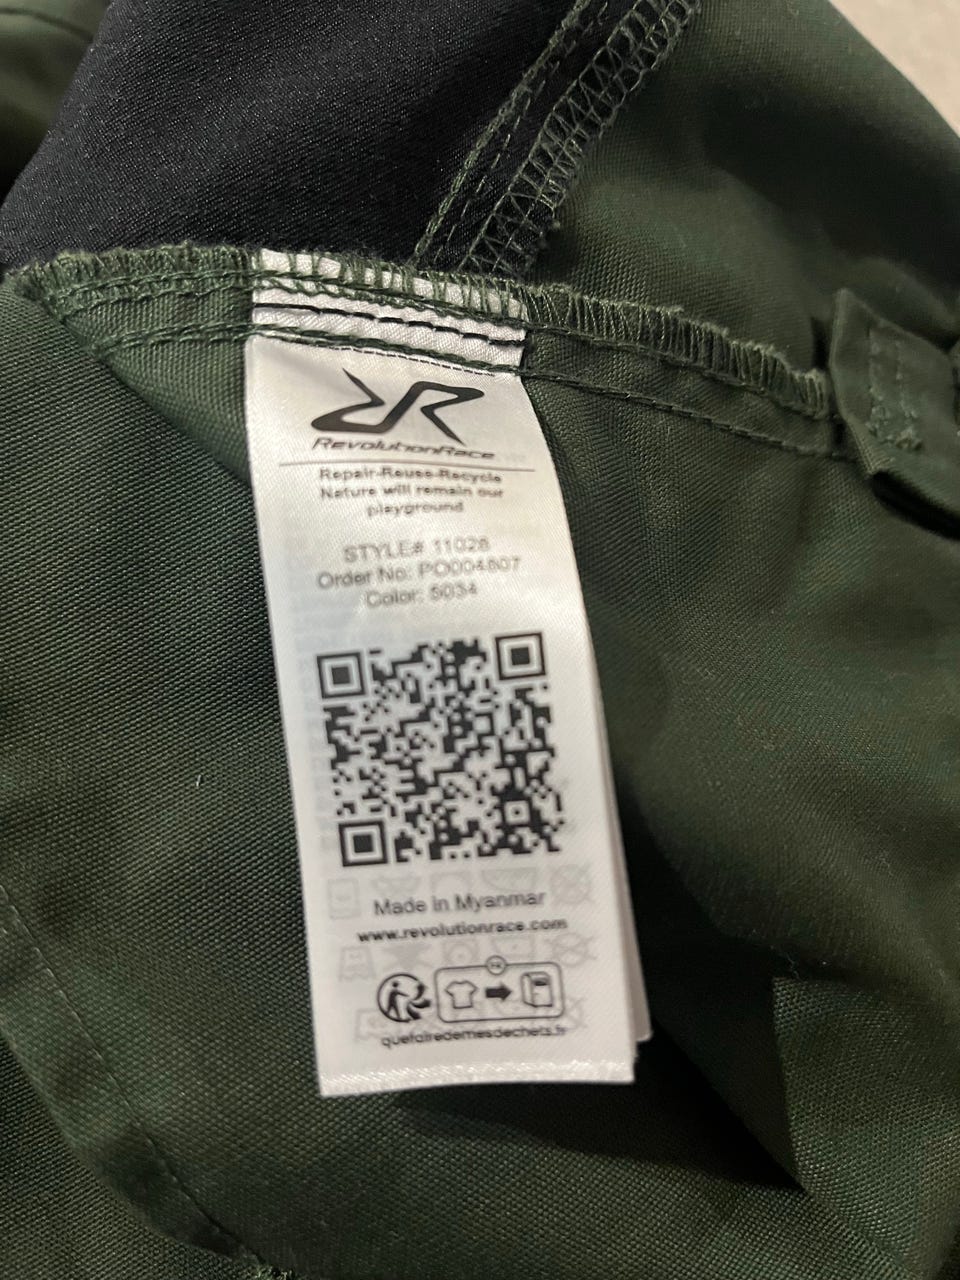 RevolutionRace
Repair-Reuse-Recycle
Nature will remain our
playground
STYLE# 11028
Order No: PO004807
Color: 5034
Made in Myanmar
www.revolutionrace.com
FR
quefairedemesdechets.fr